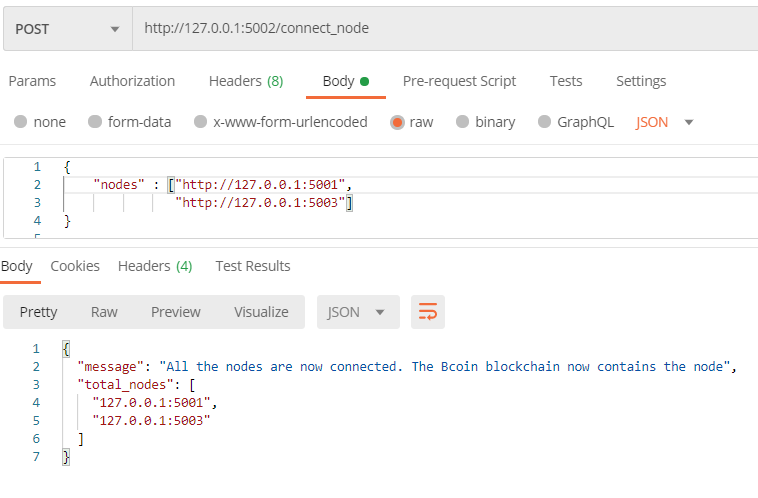 POST http://127.0.0.1:5002/connect_node
Params Authorization Headers (8) Body Pre-request Script Tests Settings
none form-data x-www-form-urlencoded raw binary GraphQL JSON
1 {
2 "nodes" : ["http://127.0.0.1:5001",
3 "http://127.0.0.1:5003"]
4 }
Body Cookies Headers (4) Test Results
Pretty Raw Preview Visualize JSON
1 {
2 "message": "All the nodes are now connected. The Bcoin blockchain now contains the node",
3 "total_nodes": [
4 "127.0.0.1:5001",
5 "127.0.0.1:5003"
6 ]
7 }